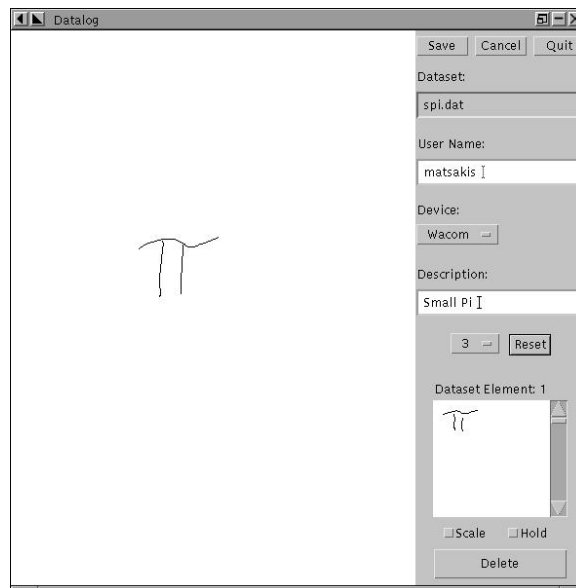 Datalog
Save Cancel Quit
Dataset:
spi.dat
User Name:
matsakis
Device:
Wacom
π
Description:
Small Pi
3 Reset
Dataset Element: 1
π
Scale Hold
Delete